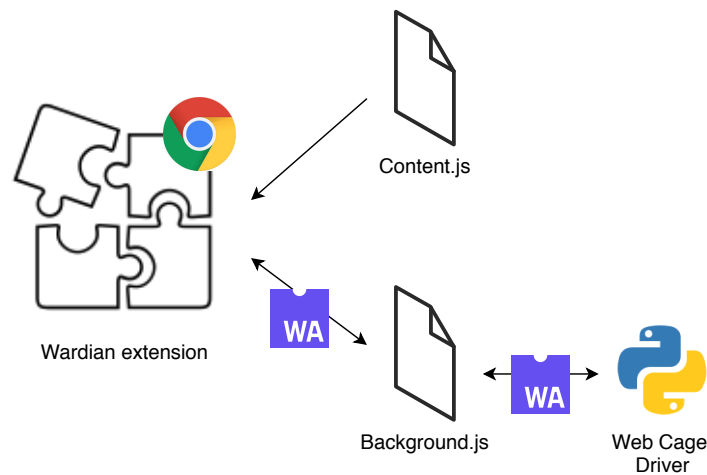 Content.js
Wardian extension
WA
WA
Background.js
Web Cage
Driver